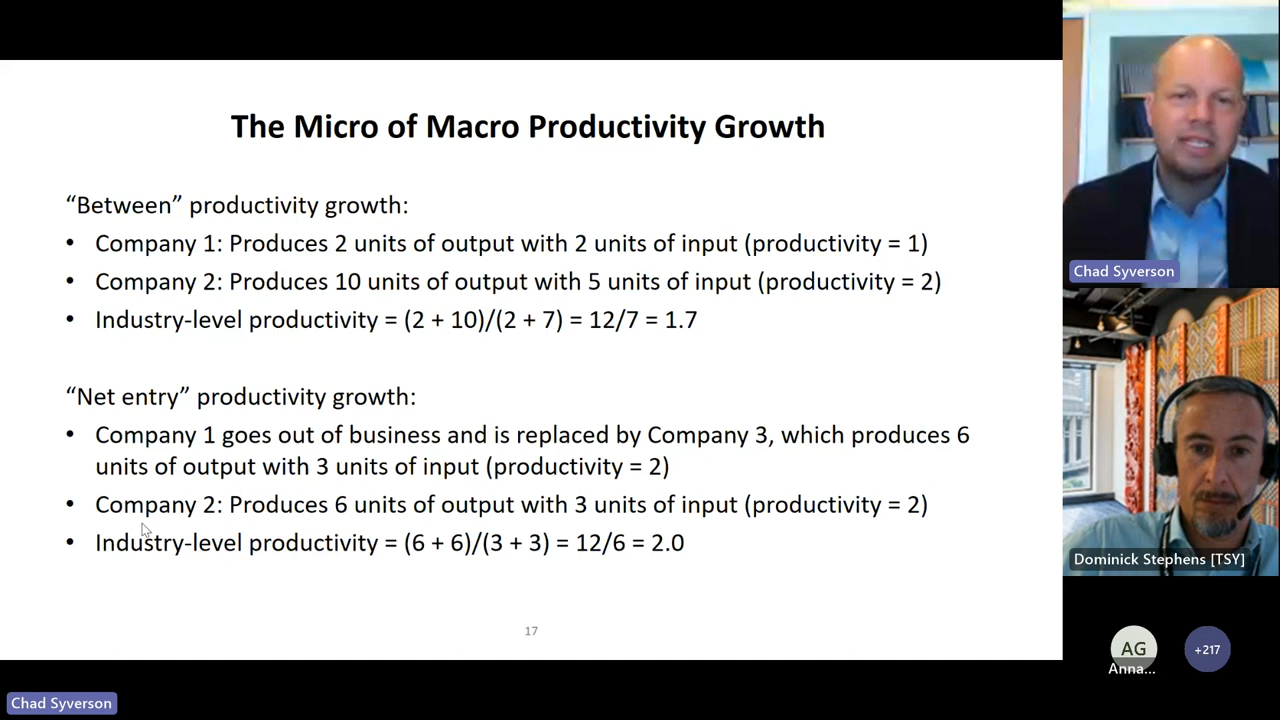 The Micro of Macro Productivity Growth
“Between” productivity growth:
• Company 1: Produces 2 units of output with 2 units of input (productivity = 1)
• Company 2: Produces 10 units of output with 5 units of input (productivity = 2)
• Industry-level productivity = (2 + 10)/(2 + 7) = 12/7 = 1.7
“Net entry” productivity growth:
• Company 1 goes out of business and is replaced by Company 3, which produces 6
units of output with 3 units of input (productivity = 2)
• Company 2: Produces 6 units of output with 3 units of input (productivity = 2)
• Industry-level productivity = (6 + 6)/(3 + 3) = 12/6 = 2.0
17
Chad Syverson
Chad Syverson
Dominick Stephens [TSY]
AG
Anna...
+217